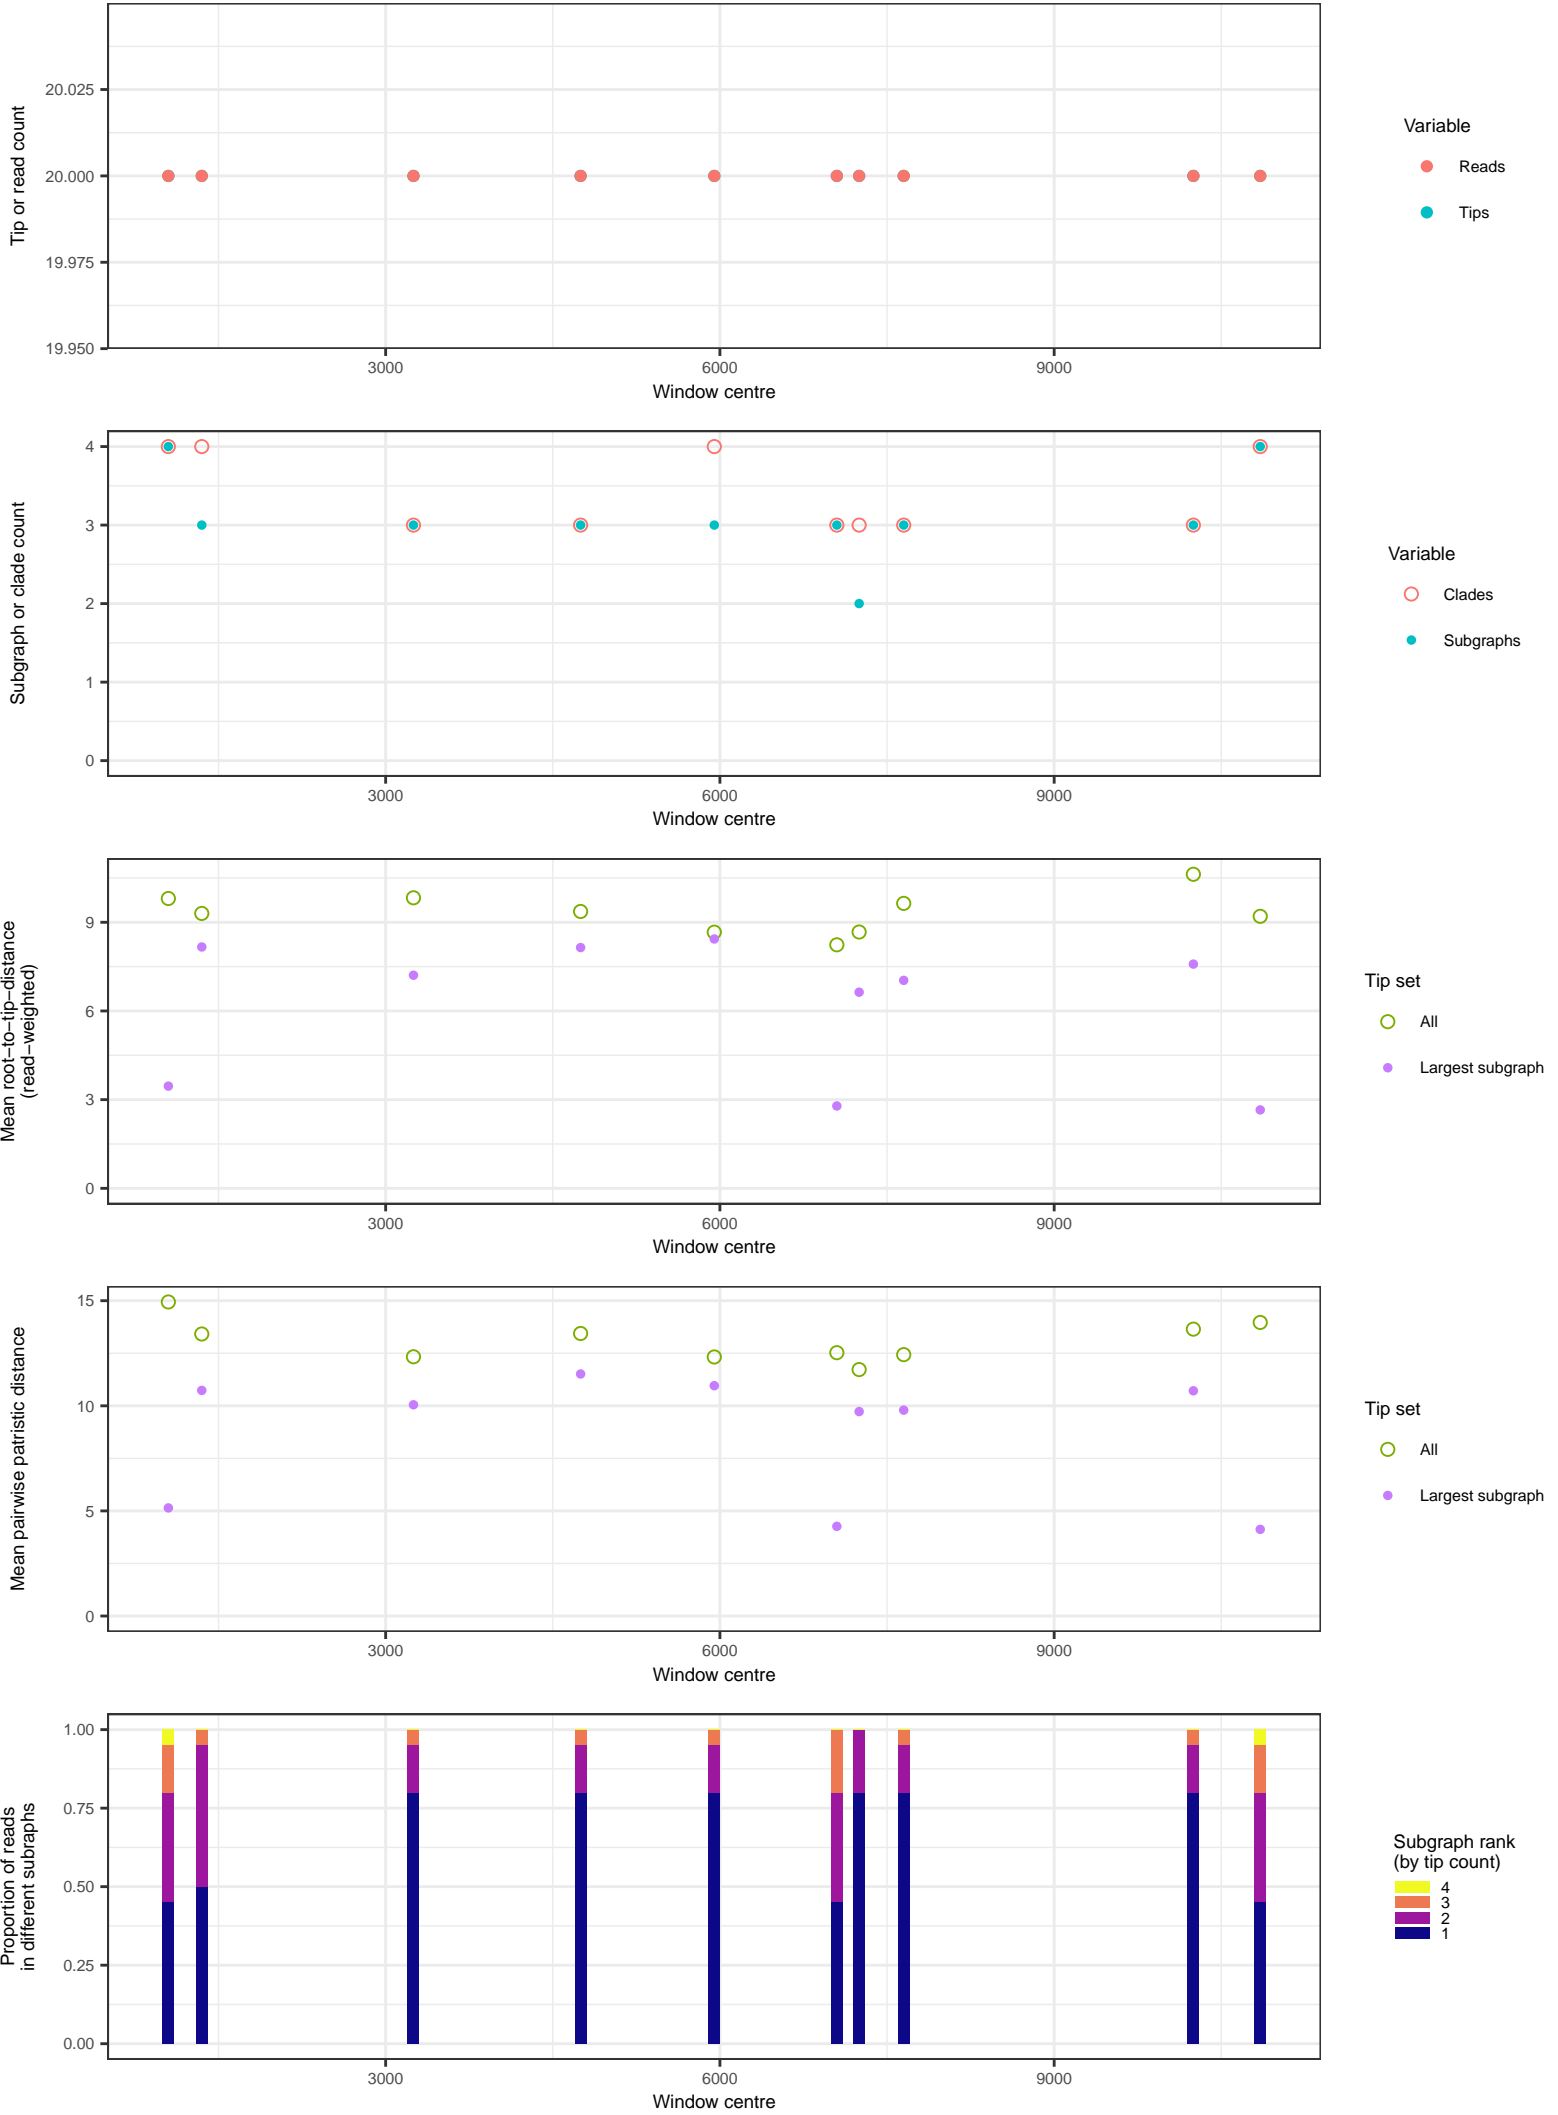 Tip or read count
20.025
20.000
19.975
19.950
3000
6000
9000
Window centre
Variable
Reads
Tips
Subgraph or clade count
4
3
2
1
0
3000
6000
9000
Window centre
Variable
Clades
Subgraphs
Mean root−to−tip−distance
(read−weighted)
9
6
3
0
3000
6000
9000
Window centre
Tip set
All
Largest subgraph
Mean pairwise patristic distance
15
10
5
0
3000
6000
9000
Window centre
Tip set
All
Largest subgraph
Proportion of reads
in different subraphs
1.00
0.75
0.50
0.25
0.00
3000
6000
9000
Window centre
Subgraph rank
(by tip count)
4
3
2
1